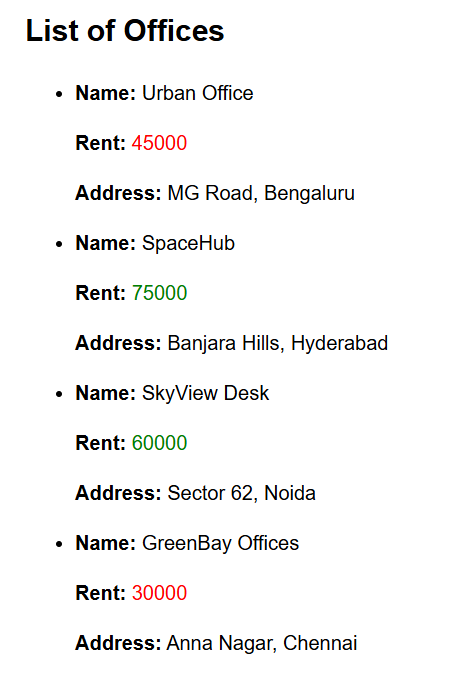 List of Offices
Name: Urban Office
Rent: 45000
Address: MG Road, Bengaluru
Name: SpaceHub
Rent: 75000
Address: Banjara Hills, Hyderabad
Name: SkyView Desk
Rent: 60000
Address: Sector 62, Noida
Name: GreenBay Offices
Rent: 30000
Address: Anna Nagar, Chennai